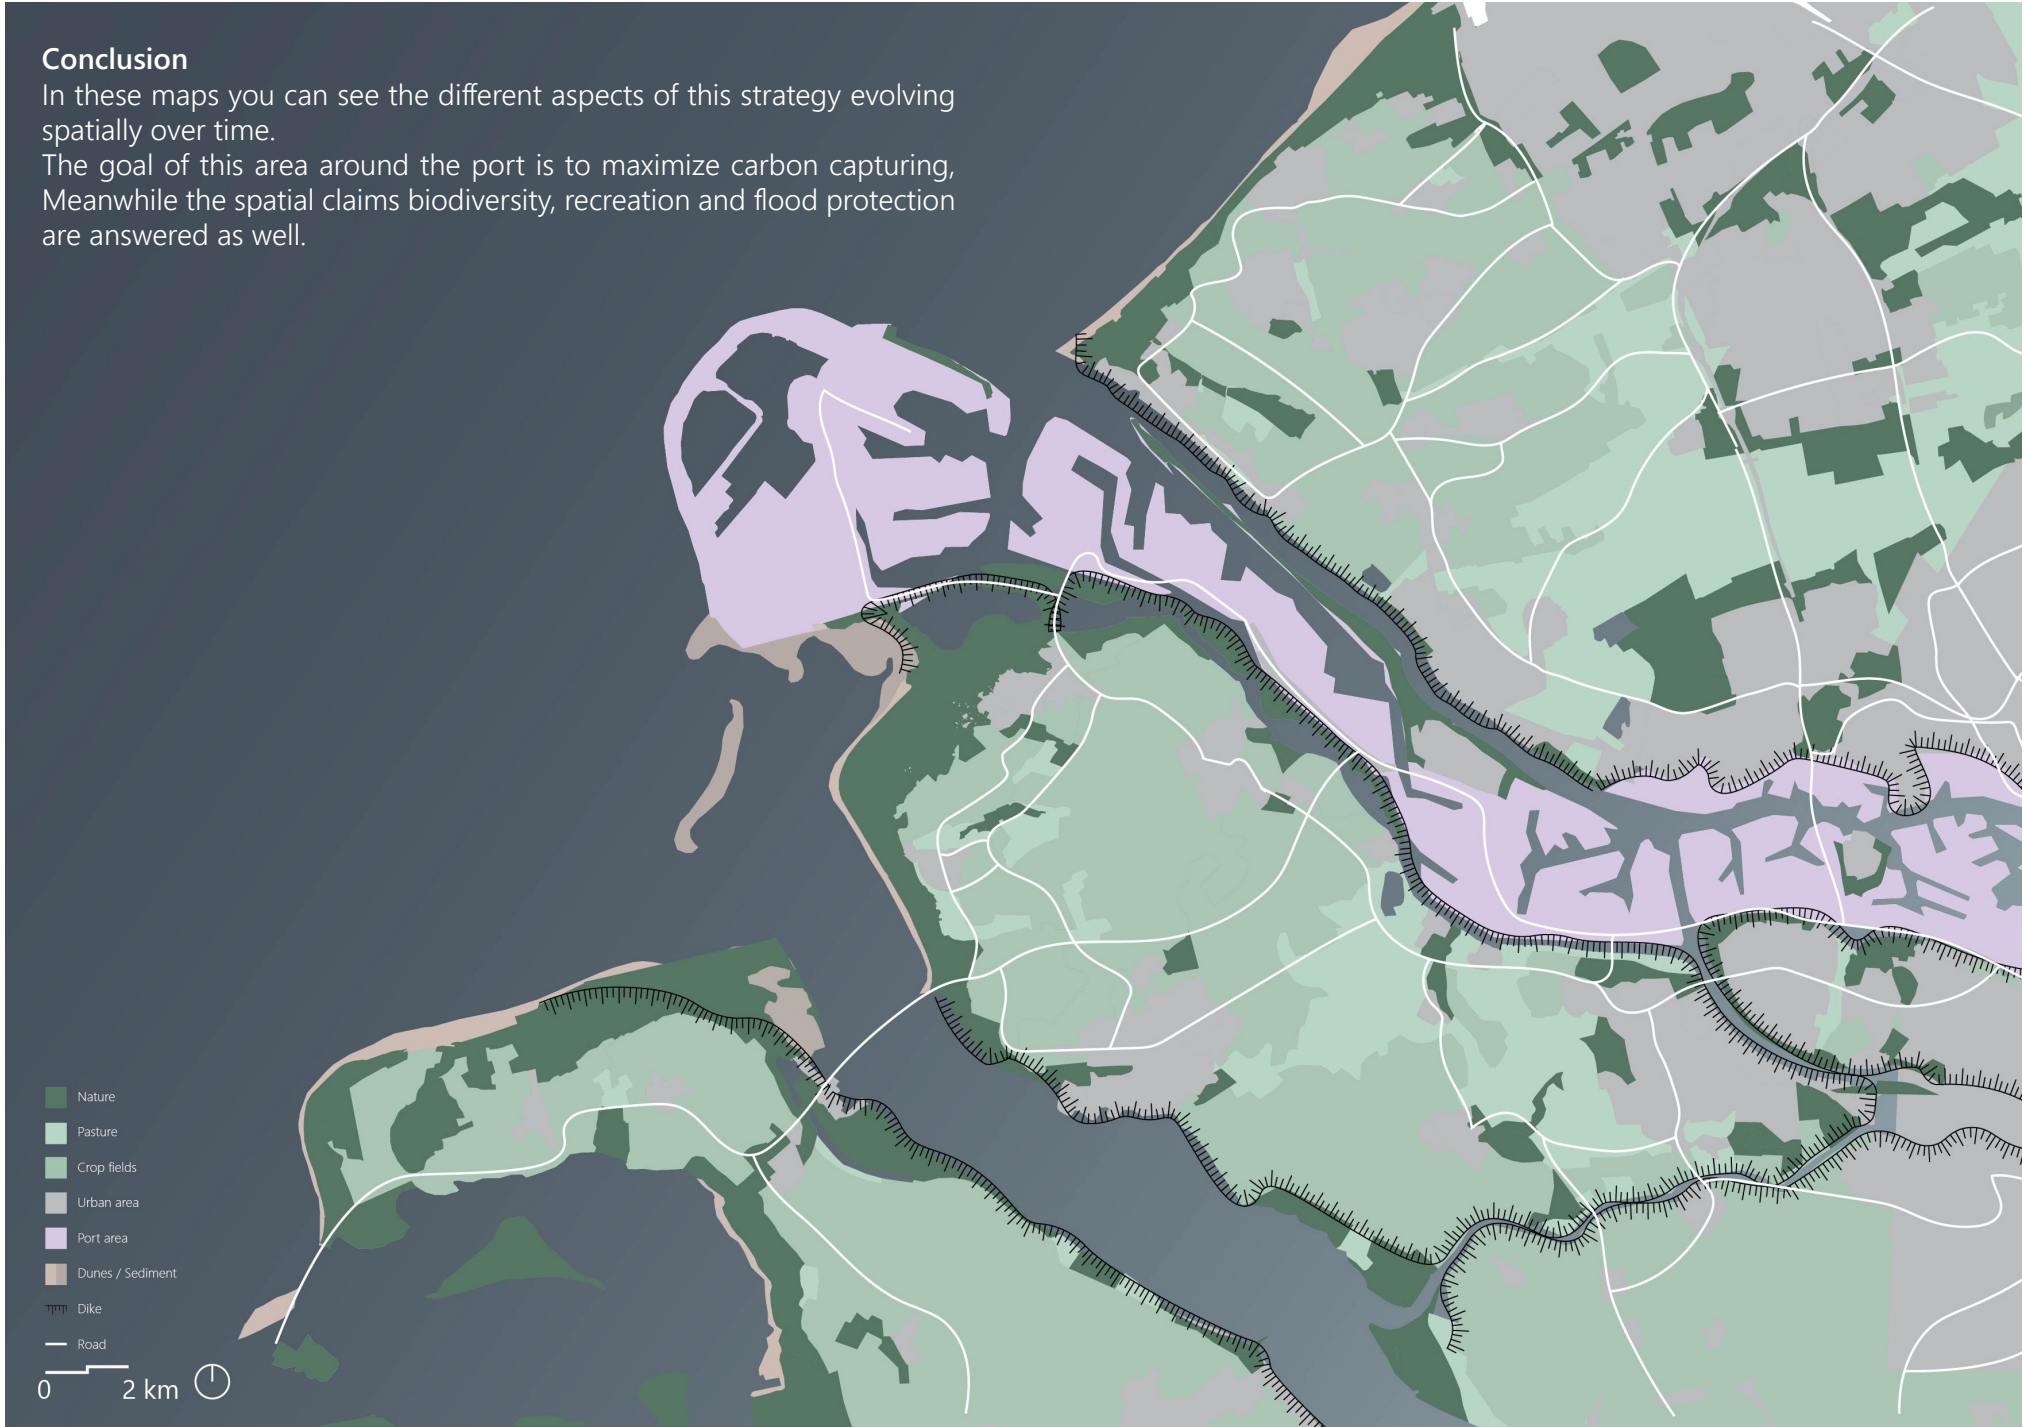 Conclusion
In these maps you can see the different aspects of this strategy evolving
spatially over time.
The goal of this area around the port is to maximize carbon capturing,
Meanwhile the spatial claims biodiversity, recreation and flood protection
are answered as well.
Nature
Pasture
Crop fields
Urban area
Port area
Dunes / Sediment
Dike
Road
0 2 km